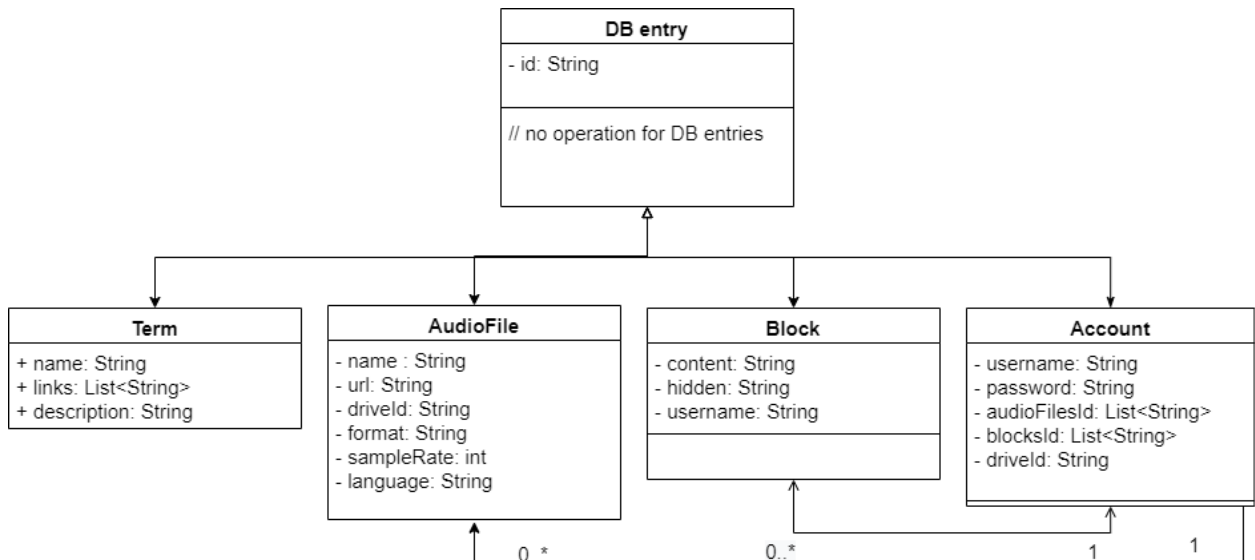 DB entry
- id: String
// no operation for DB entries
Term
+ name: String
+ links: List<String>
+ description: String
AudioFile
- name : String
- url: String
- driveId: String
- format: String
- sampleRate: int
- language: String
Block
- content: String
- hidden: String
- username: String
Account
- username: String
- password: String
- audioFilesId: List<String>
- blocksId: List<String>
- driveId: String
0..*
0..*
1
1